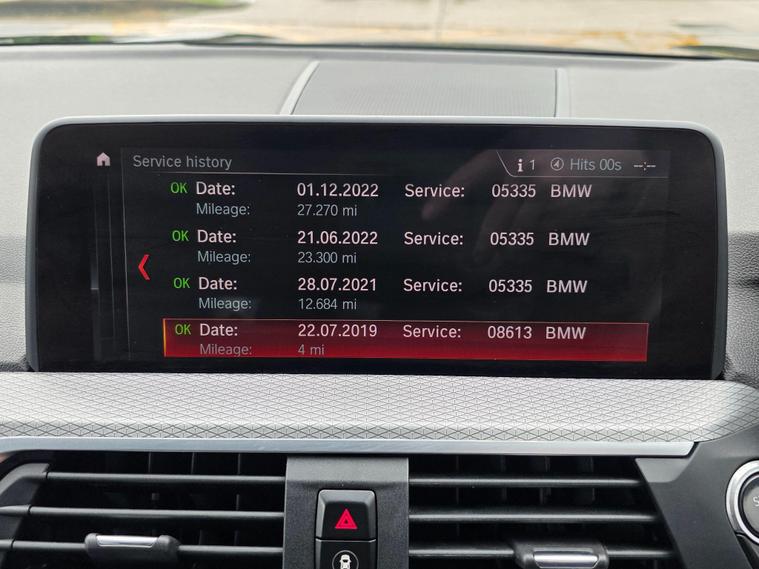 Service history 1 Hits 00s --:--
OK Date: 01.12.2022 Service: 05335 BMW
Mileage: 27.270 mi
OK Date: 21.06.2022 Service: 05335 BMW
Mileage: 23.300 mi
OK Date: 28.07.2021 Service: 05335 BMW
Mileage: 12.684 mi
OK Date: 22.07.2019 Service: 08613 BMW
Mileage: 4 mi